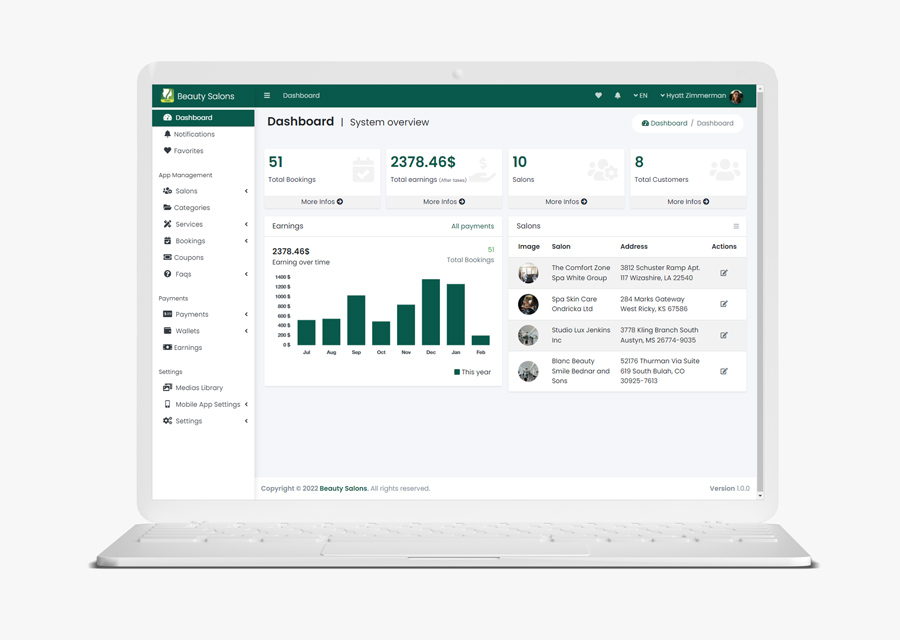 Beauty Salons
Dashboard
EN
Hyatt Zimmerman
Dashboard
Notifications
Favorites
App Management
Salons
Categories
Services
Bookings
Coupons
Faqs
Payments
Payments
Wallets
Earnings
Settings
Medias Library
Mobile App Settings
Settings
Dashboard | System overview
Dashboard / Dashboard
51
Total Bookings
More Infos
2378.46$
Total earnings (After taxes)
More Infos
10
Salons
More Infos
8
Total Customers
More Infos
Earnings
All payments
2378.46$
51
Earning over time
Total Bookings
1400 $
1200 $
1000 $
800 $
600 $
400 $
200 $
0 $
Jul Aug Sep Oct Nov Dec Jan Feb
This year
Salons
Image Salon Address Actions
The Comfort Zone
Spa White Group
3812 Schuster Ramp Apt.
117 Wizashire, LA 22540
Spa Skin Care
Ondricka Ltd
284 Marks Gateway
West Ricky, KS 67586
Studio Lux Jenkins
Inc
3778 Kling Branch South
Austyn, MS 26774-9035
Blanc Beauty
Smile Bednar and
Sons
52176 Thurman Via Suite
619 South Bulah, CO
30925-7613
Copyright © 2022 Beauty Salons. All rights reserved.
Version 1.0.0